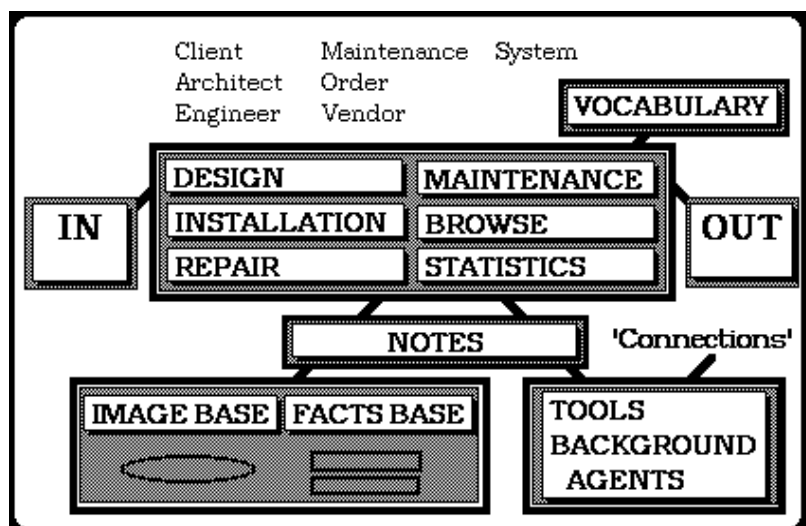 Client Maintenance System
Architect Order
Engineer Vendor
VOCABULARY
DESIGN MAINTENANCE
IN INSTALLATION BROWSE OUT
REPAIR STATISTICS
NOTES 'Connections'
IMAGE BASE FACTS BASE TOOLS
BACKGROUND
AGENTS